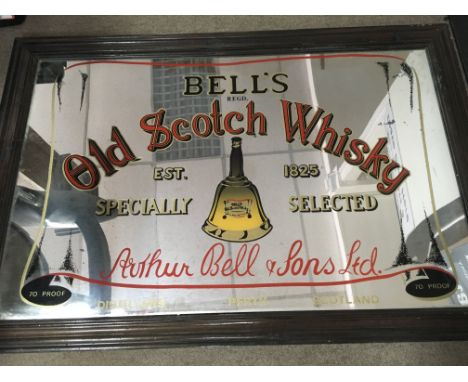 BELL'S
REGD.
Old Scotch Whisky
EST. 1825
SPECIALLY SELECTED
Arthur Bell & Sons Ltd.
70 PROOF 70 PROOF
PERTH SCOTLAND